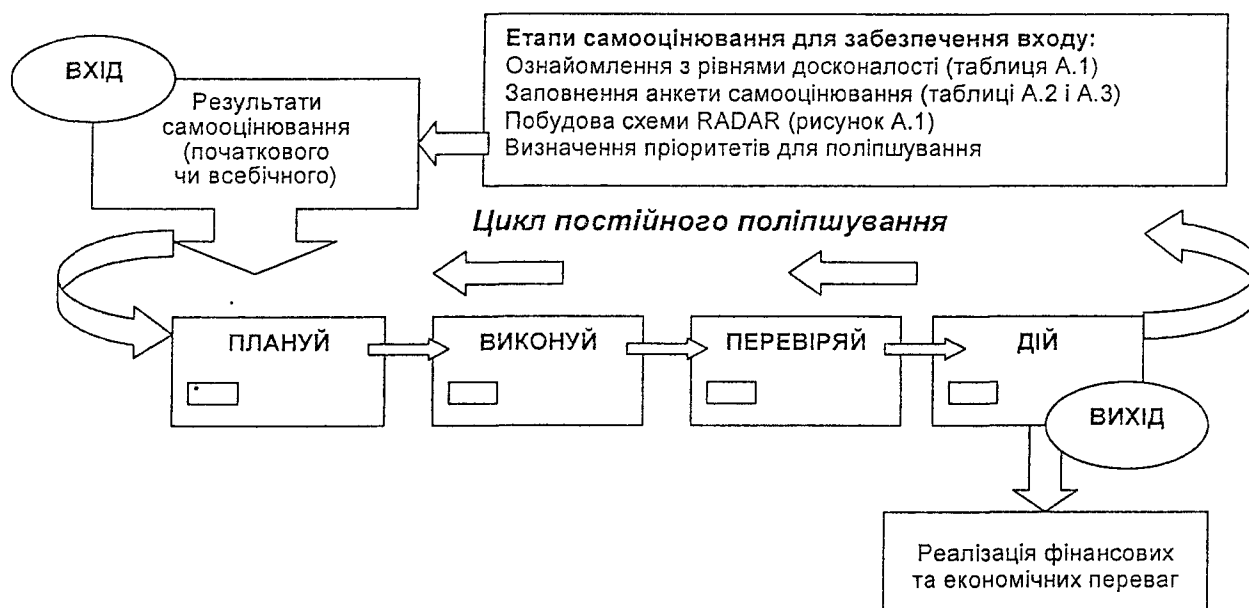 ВХІД
Результати
самооцінювання
(початкового
чи всебічного)
Етапи самооцінювання для забезпечення входу:
Ознайомлення з рівнями досконалості (таблиця А.1)
Заповнення анкети самооцінювання (таблиці А.2 і А.3)
Побудова схеми RADAR (рисунок А.1)
Визначення пріоритетів для поліпшування
Цикл постійного поліпшування
ПЛАНУЙ
ВИКОНУЙ
ПЕРЕВІРЯЙ
ДІЙ
ВИХІД
Реалізація фінансових
та економічних переваг